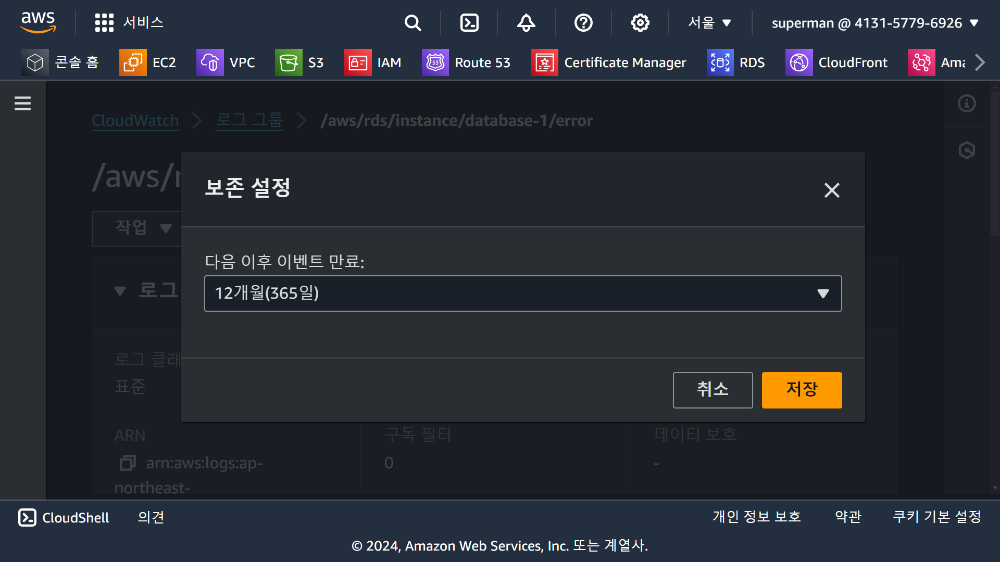 aws
서비스
서울
superman @ 4131-5779-6926
콘솔 홈
EC2
VPC
S3
IAM
53
Route 53
Certificate Manager
RDS
CloudFront
Ama
CloudWatch
로그 그룹
/aws/rds/instance/database-1/error
/aws/r
보존 설정
작업
다음 이후 이벤트 만료:
12개월(365일)
로그
로그 클래
표준
취소
저장
ARN
구독 필터
데이터 보호
arn:aws:logs:ap-
northeast-
0
-
CloudShell
의견
개인 정보 보호
약관
쿠키 기본 설정
© 2024, Amazon Web Services, Inc. 또는 계열사.